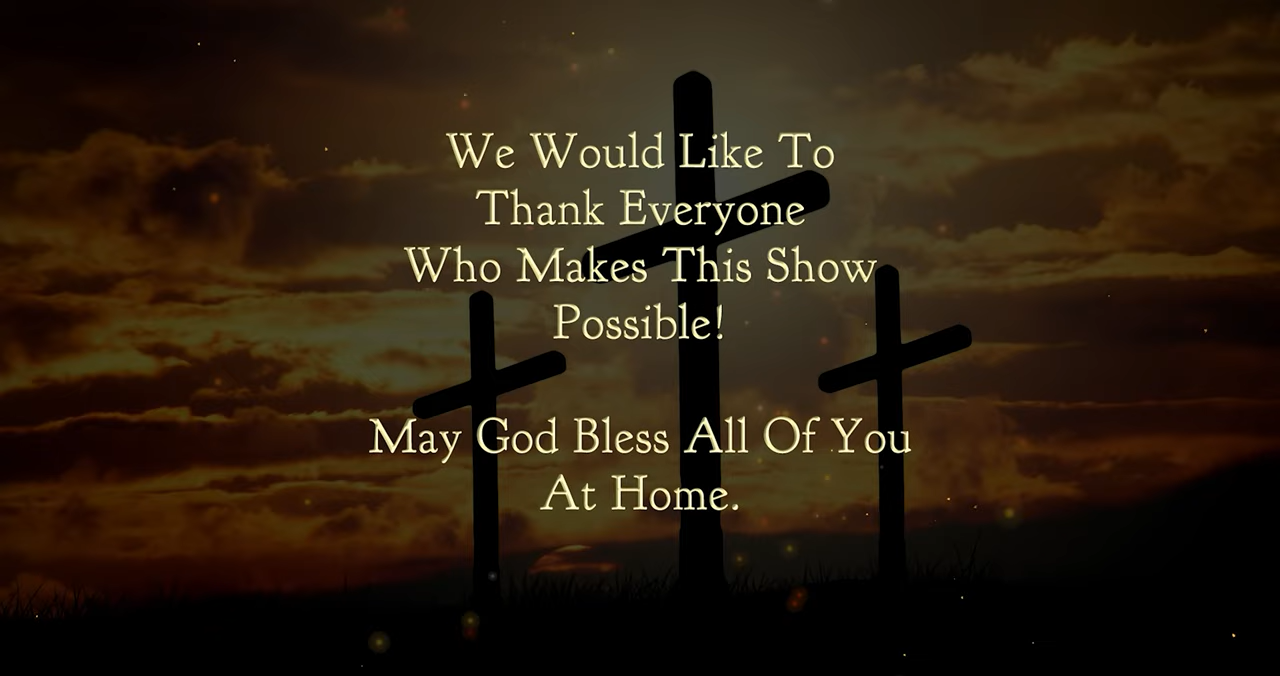 We Would Like To
Thank Everyone
Who Makes This Show
Possible!
May God Bless All Of You
At Home.